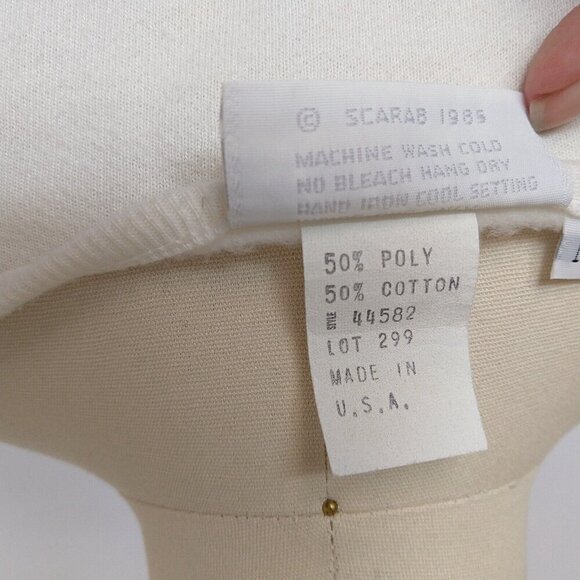 © SCARAB 1985
MACHINE WASH COLD
NO BLEACH HANG DRY
HAND IRON COOL SETTING
50% POLY
50% COTTON
STYLE 44582
LOT 299
MADE IN
U.S.A.